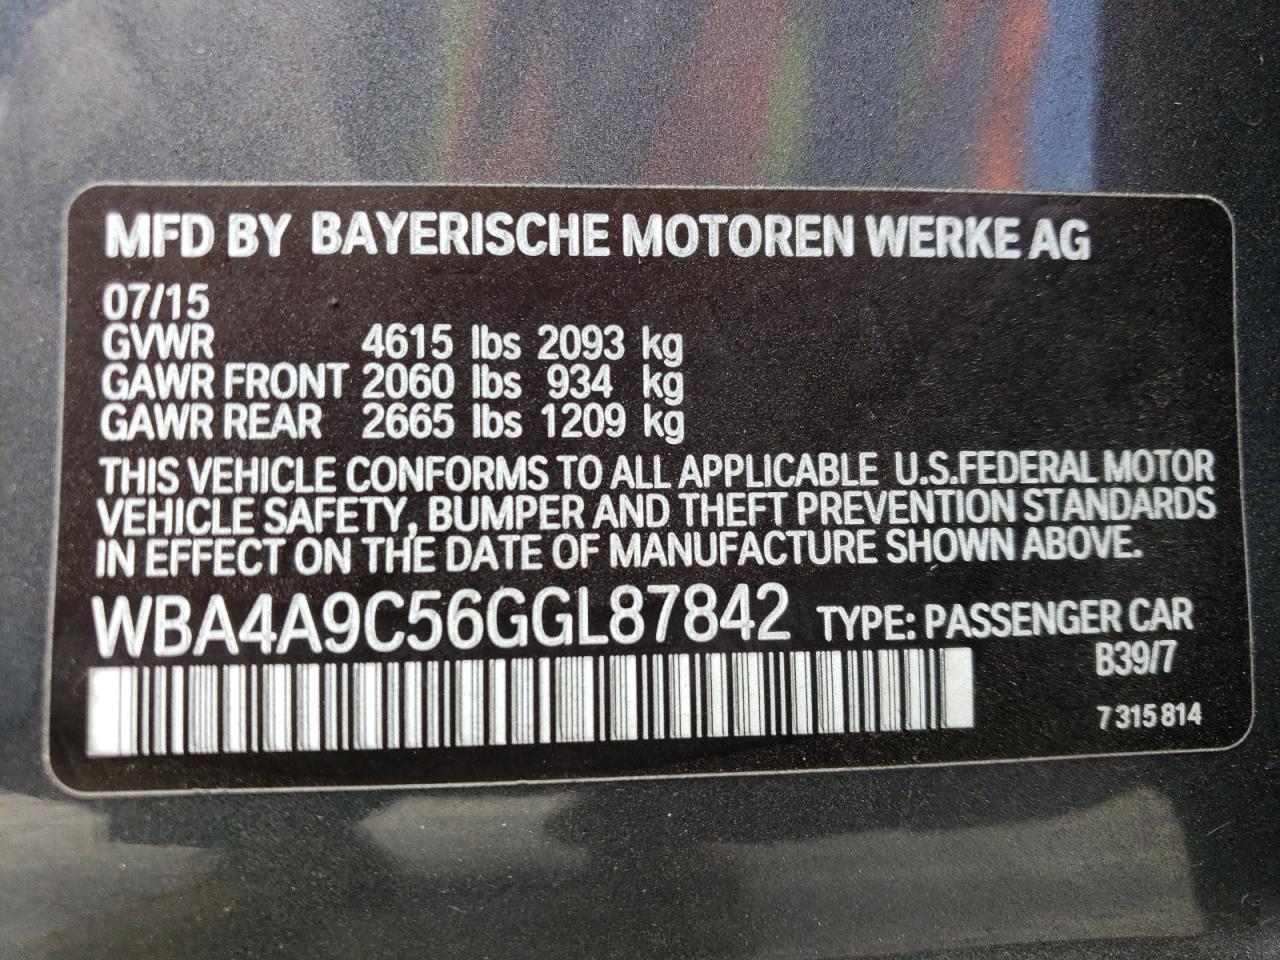 MFD BY BAYERISCHE MOTOREN WERKE AG
07/15
GVWR 4615 lbs 2093 kg
GAWR FRONT 2060 lbs 934 kg
GAWR REAR 2665 lbs 1209 kg
THIS VEHICLE CONFORMS TO ALL APPLICABLE U.S.FEDERAL MOTOR
VEHICLE SAFETY, BUMPER AND THEFT PREVENTION STANDARDS
IN EFFECT ON THE DATE OF MANUFACTURE SHOWN ABOVE.
WBA4A9C56GGL87842 TYPE: PASSENGER CAR
B39/7
7 315 814